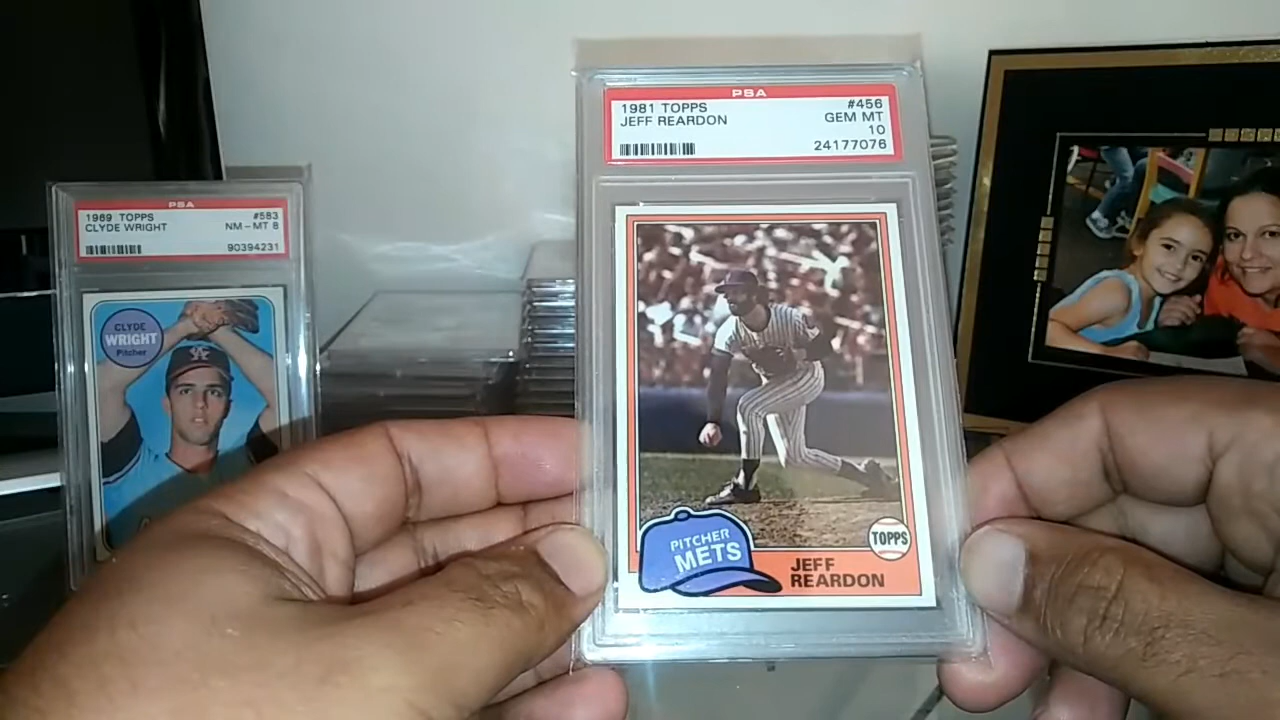 PSA
1969 TOPPS #583
CLYDE WRIGHT NM-MT 8
90394231
CLYDE
WRIGHT
Pitcher
PSA
1981 TOPPS #456
JEFF REARDON GEM MT
10
24177076
PITCHER
METS
TOPPS
JEFF
REARDON